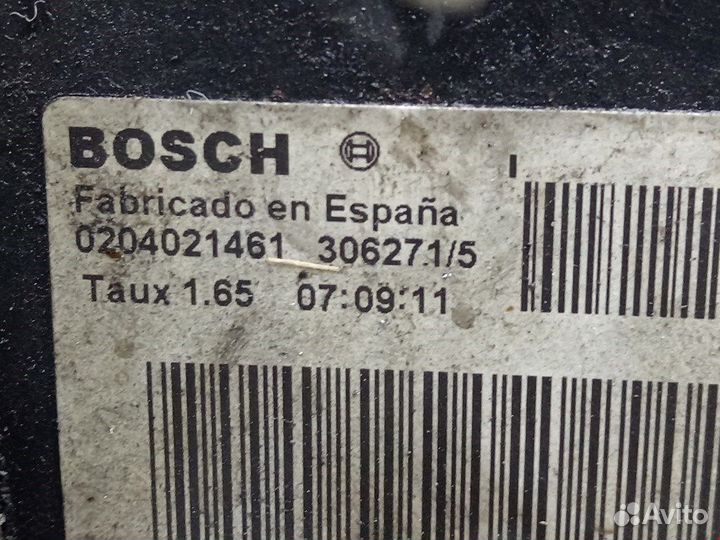 BOSCH
Fabricado en España
0204021461 306271/5
Taux 1.65 07:09:11
Avito